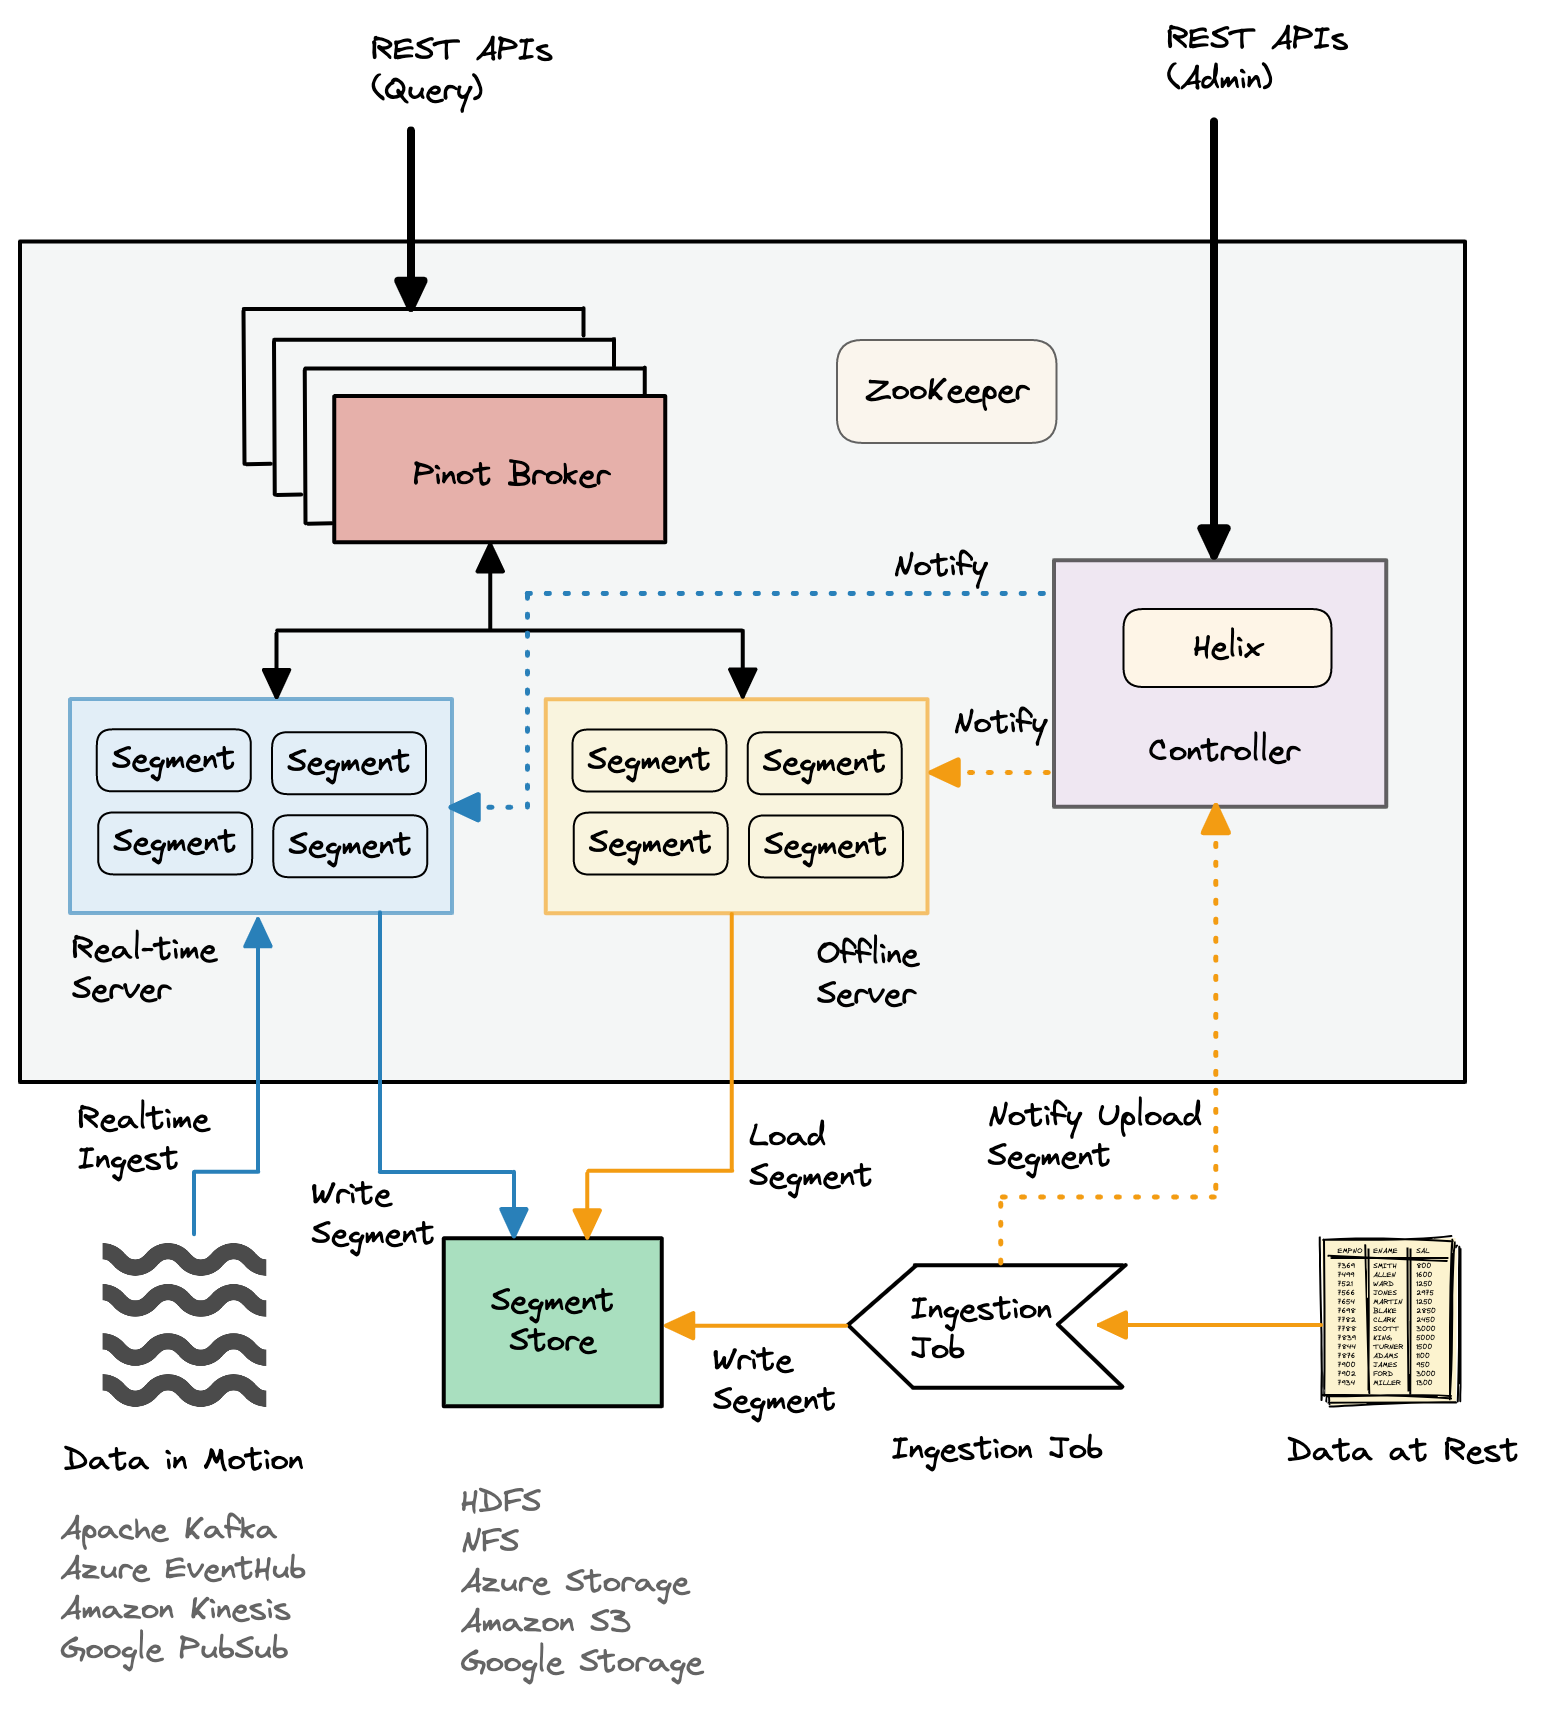 REST APIs
(Query)
REST APIs
(Admin)
Pinot Broker
ZooKeeper
Notify
Helix
Notify
Controller
Segment
Segment
Segment
Segment
Segment
Segment
Segment
Segment
Real-time
Server
Offline
Server
Realtime
Ingest
Write
Segment
Load
Segment
Notify Upload
Segment
Segment
Store
Write
Segment
Ingestion
Job
EMPNO ENAME SAL
7369 SMITH 800
7499 ALLEN 1600
7521 WARD 1250
7566 JONES 2975
7654 MARTIN 1250
7698 BLAKE 2850
7782 CLARK 2450
7788 SCOTT 3000
7839 KING 5000
7844 TURNER 1500
7876 ADAMS 1100
7900 JAMES 950
7902 FORD 3000
7934 MILLER 1300
Data in Motion
Ingestion Job
Data at Rest
Apache Kafka
Azure EventHub
Amazon Kinesis
Google PubSub
HDFS
NFS
Azure Storage
Amazon S3
Google Storage